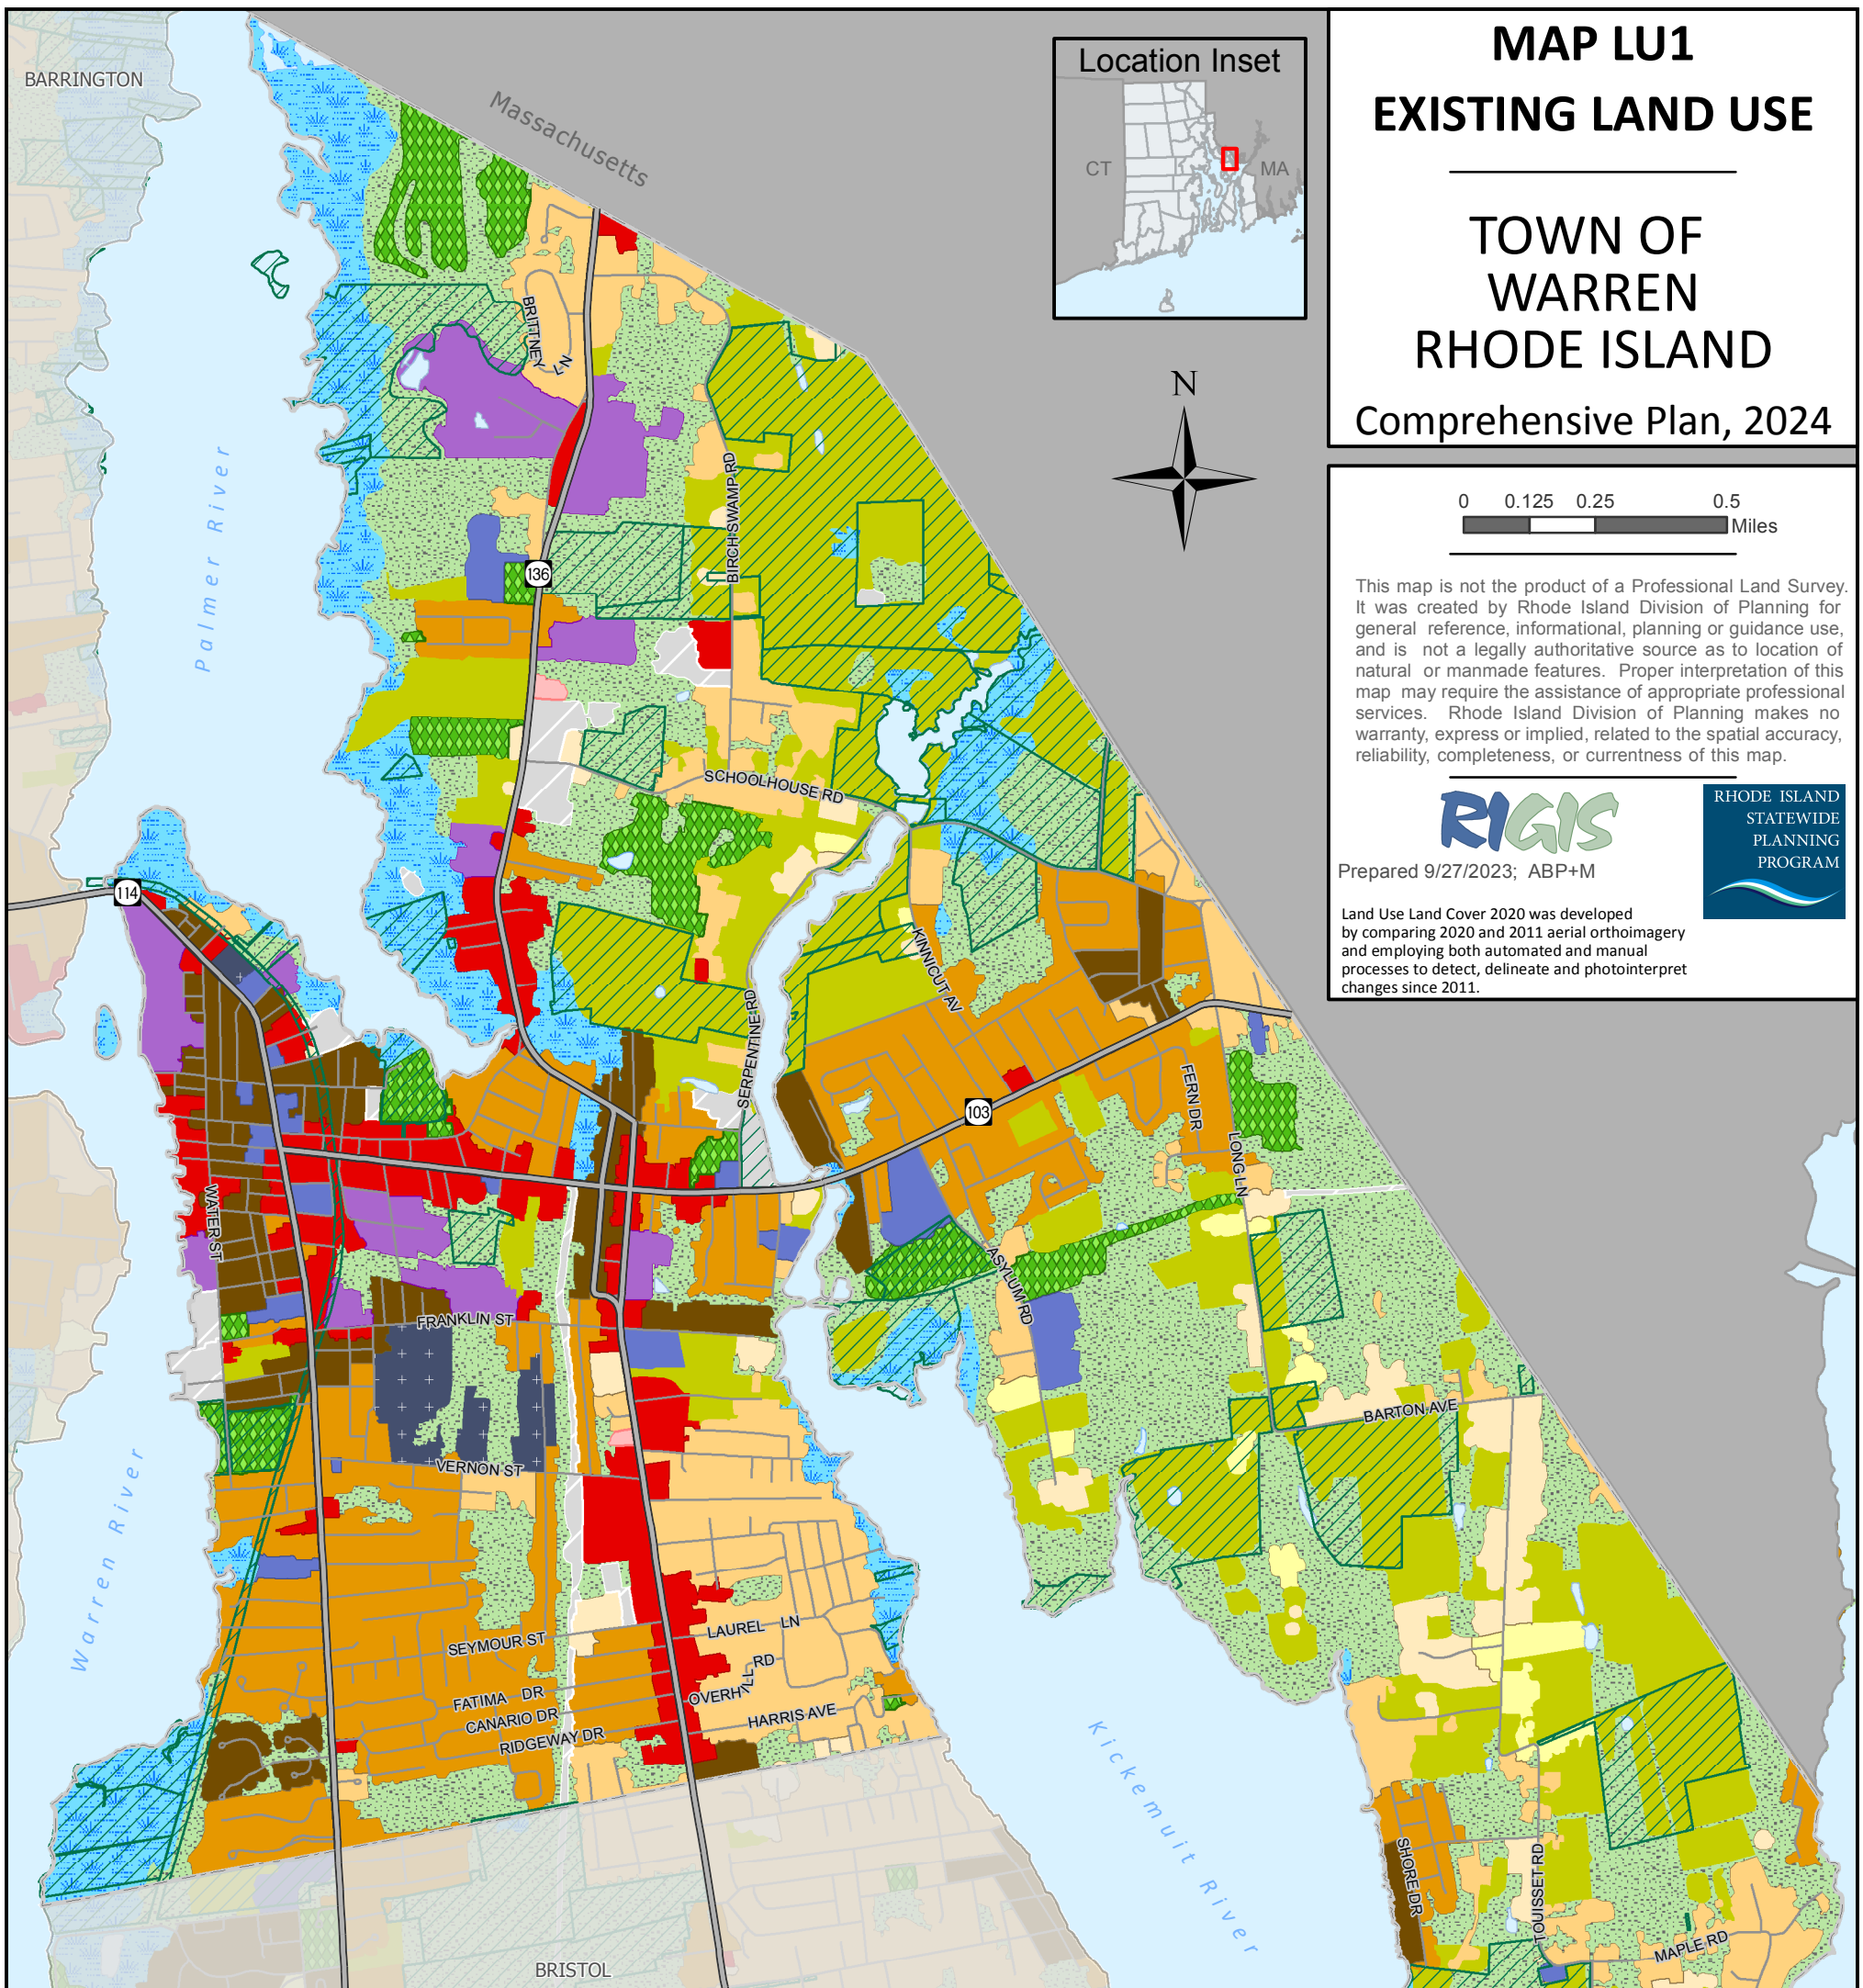 MAP LU1
EXISTING LAND USE
TOWN OF
WARREN
RHODE ISLAND
Comprehensive Plan, 2024
Location Inset
CT
MA
N
0 0.125 0.25 0.5
Miles
This map is not the product of a Professional Land Survey.
It was created by Rhode Island Division of Planning for
general reference, informational, planning or guidance use,
and is not a legally authoritative source as to location of
natural or manmade features. Proper interpretation of this
map may require the assistance of appropriate professional
services. Rhode Island Division of Planning makes no
warranty, express or implied, related to the spatial accuracy,
reliability, completeness, or currentness of this map.
RIGIS
RHODE ISLAND
STATEWIDE
PLANNING
PROGRAM
Prepared 9/27/2023; ABP+M
Land Use Land Cover 2020 was developed
by comparing 2020 and 2011 aerial orthoimagery
and employing both automated and manual
processes to detect, delineate and photointerpret
changes since 2011.
BARRINGTON
Massachusetts
BRITTNEY LN
Palmer River
BIRCH SWAMP RD
136
SCHOOLHOUSE RD
114
KINNICUT AV
SERPENTINE RD
103
FERN DR
LONG LN
WATER ST
ASYLUM RD
FRANKLIN ST
BARTON AVE
VERNON ST
Warren River
LAUREL LN
SEYMOUR ST
OVERHILL RD
FATIMA DR
CANARIO DR
HARRIS AVE
RIDGEWAY DR
Kickemuit River
SHORE DR
TOUISSET RD
MAPLE RD
BRISTOL